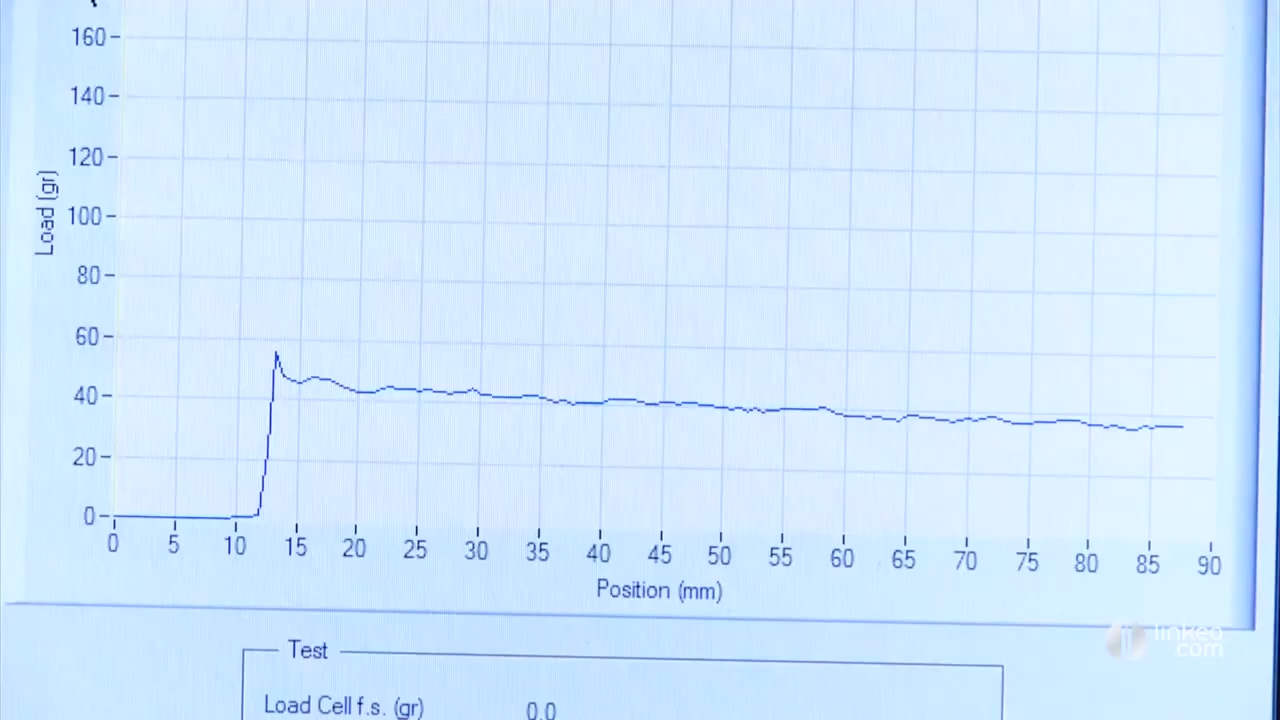 160
140
120
100
80
60
40
20
0
Load (gr)
0 5 10 15 20 25 30 35 40 45 50 55 60 65 70 75 80 85 90
Position (mm)
linkea
com
Test
Load Cell f.s. (gr) 0.0